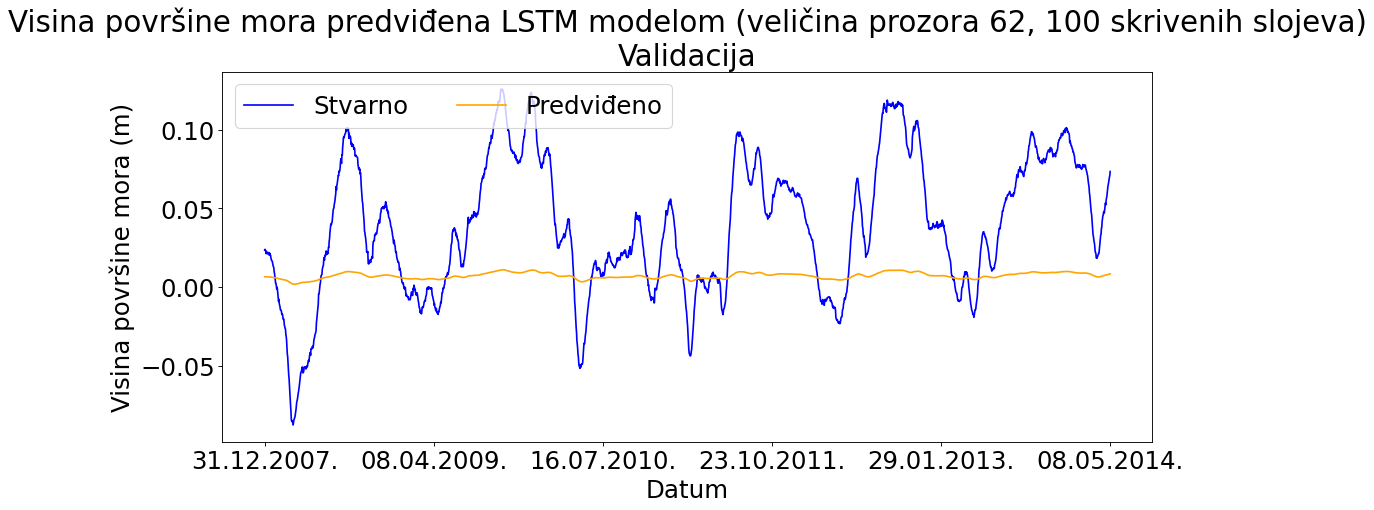 Visina površine mora predviđena LSTM modelom (veličina prozora 62, 100 skrivenih slojeva)
Validacija
Stvarno Predviđeno
Visina površine mora (m)
0.10
0.05
0.00
−0.05
31.12.2007. 08.04.2009. 16.07.2010. 23.10.2011. 29.01.2013. 08.05.2014.
Datum